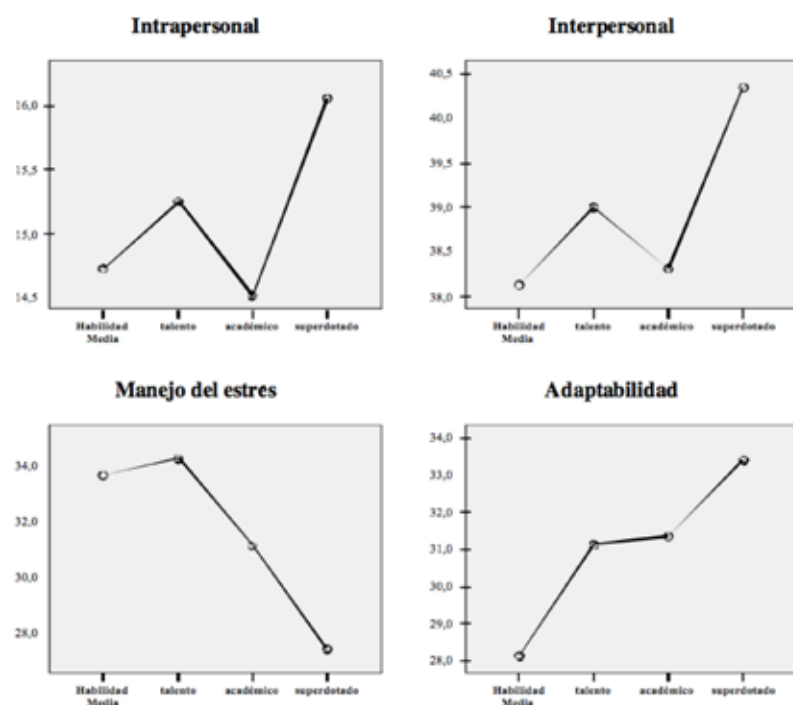 Intrapersonal
16,0
15,5
15,0
14,5
Habilidad
Media
talento
académico
superdotado
Interpersonal
40,5
40,0
39,5
39,0
38,5
38,0
Habilidad
Media
talento
académico
superdotado
Manejo del estrés
34,0
32,0
30,0
28,0
Habilidad
Media
talento
académico
superdotado
Adaptabilidad
34,0
33,0
32,0
31,0
30,0
29,0
28,0
Habilidad
Media
talento
académico
superdotado